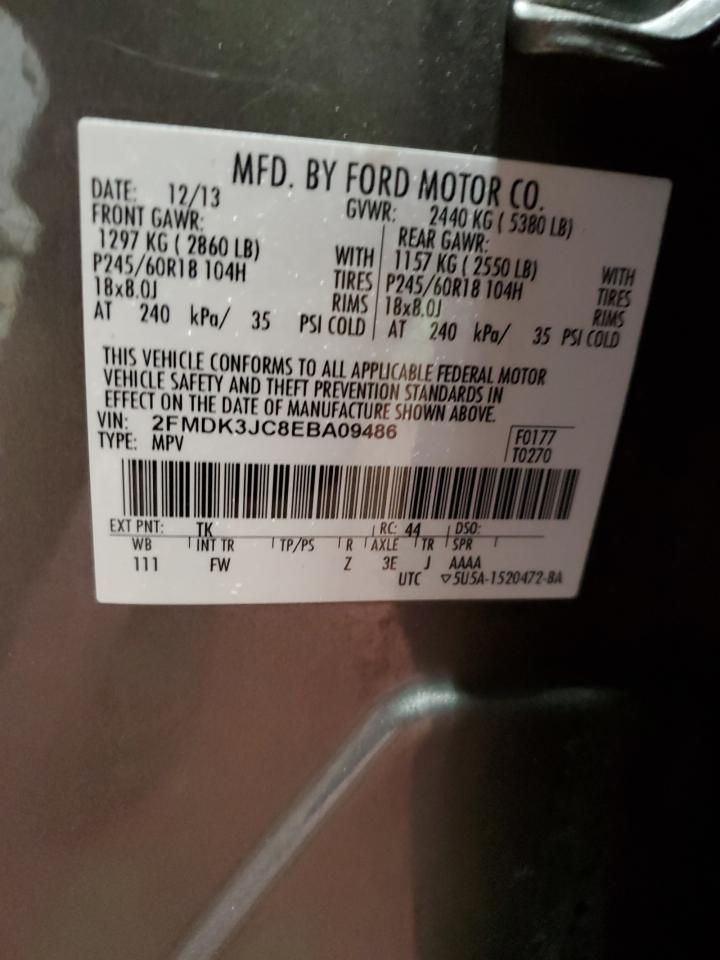 MFD. BY FORD MOTOR CO.
DATE: 12/13 GVWR: 2440 KG ( 5380 LB)
FRONT GAWR: REAR GAWR:
1297 KG ( 2860 LB) WITH 1157 KG ( 2550 LB) WITH
P245/60R18 104H TIRES P245/60R18 104H TIRES
18x8.0J RIMS 18x8.0J RIMS
AT 240 kPa/ 35 PSI COLD AT 240 kPa/ 35 PSI COLD
THIS VEHICLE CONFORMS TO ALL APPLICABLE FEDERAL MOTOR
VEHICLE SAFETY AND THEFT PREVENTION STANDARDS IN
EFFECT ON THE DATE OF MANUFACTURE SHOWN ABOVE.
VIN: 2FMDK3JC8EBA09486
TYPE: MPV
F0177
T0270
EXT PNT: TK RC: 44 DSO:
WB INT TR TP/PS R AXLE TR SPR
111 FW Z 3E J AAAA
UTC ▽5U5A-1520472-BA